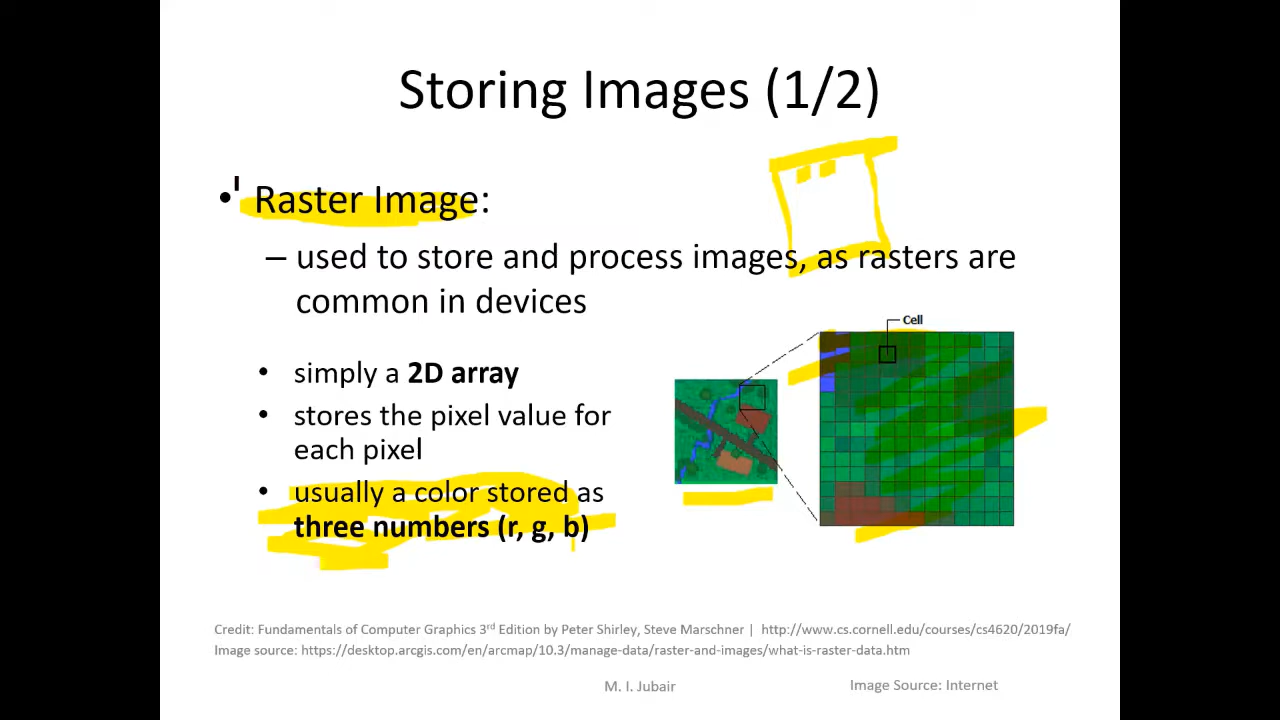 Storing Images (1/2)
• Raster Image:
– used to store and process images, as rasters are
common in devices
Cell
• simply a 2D array
• stores the pixel value for
each pixel
• usually a color stored as
three numbers (r, g, b)
Credit: Fundamentals of Computer Graphics 3rd Edition by Peter Shirley, Steve Marschner | http://www.cs.cornell.edu/courses/cs4620/2019fa/
Image source: https://desktop.arcgis.com/en/arcmap/10.3/manage-data/raster-and-images/what-is-raster-data.htm
M. I. Jubair
Image Source: Internet